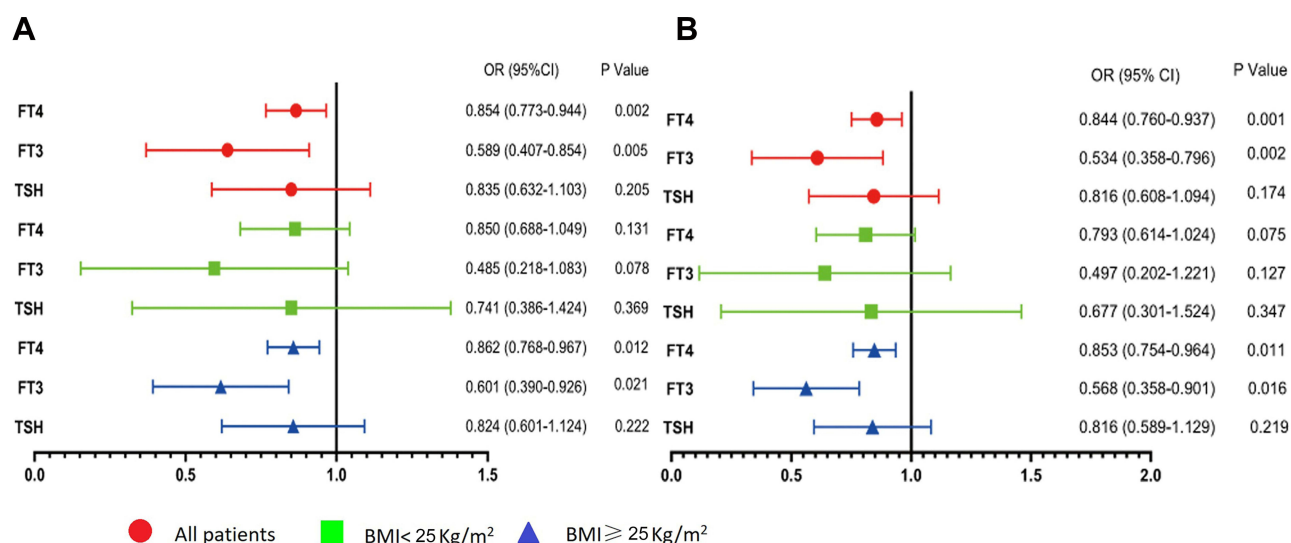 A
OR (95%CI) P Value
FT4 0.854 (0.773-0.944) 0.002
FT3 0.589 (0.407-0.854) 0.005
TSH 0.835 (0.632-1.103) 0.205
FT4 0.850 (0.688-1.049) 0.131
FT3 0.485 (0.218-1.083) 0.078
TSH 0.741 (0.386-1.424) 0.369
FT4 0.862 (0.768-0.967) 0.012
FT3 0.601 (0.390-0.926) 0.021
TSH 0.824 (0.601-1.124) 0.222
0.0 0.5 1.0 1.5
B
OR (95% CI) P Value
FT4 0.844 (0.760-0.937) 0.001
FT3 0.534 (0.358-0.796) 0.002
TSH 0.816 (0.608-1.094) 0.174
FT4 0.793 (0.614-1.024) 0.075
FT3 0.497 (0.202-1.221) 0.127
TSH 0.677 (0.301-1.524) 0.347
FT4 0.853 (0.754-0.964) 0.011
FT3 0.568 (0.358-0.901) 0.016
TSH 0.816 (0.589-1.129) 0.219
0.0 0.5 1.0 1.5 2.0
All patients BMI< 25 Kg/m² BMI≥ 25 Kg/m²